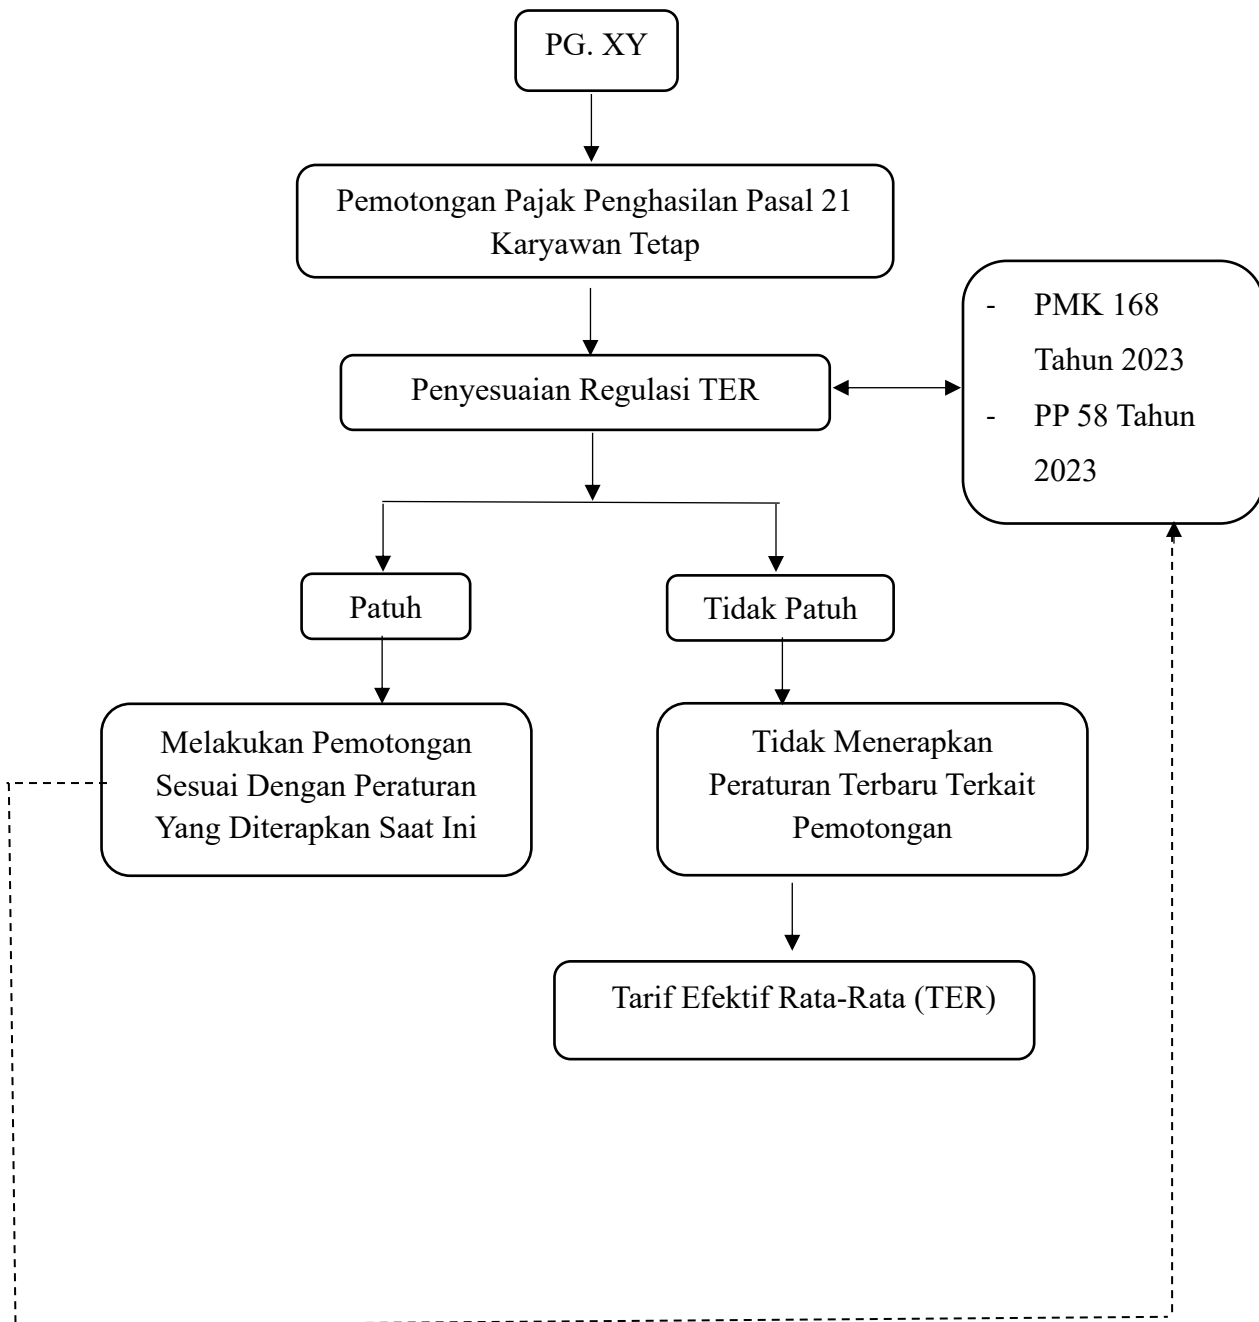 PG. XY
Pemotongan Pajak Penghasilan Pasal 21
Karyawan Tetap
Penyesuaian Regulasi TER
- PMK 168
Tahun 2023
- PP 58 Tahun
2023
Patuh
Tidak Patuh
Melakukan Pemotongan
Sesuai Dengan Peraturan
Yang Diterapkan Saat Ini
Tidak Menerapkan
Peraturan Terbaru Terkait
Pemotongan
Tarif Efektif Rata-Rata (TER)